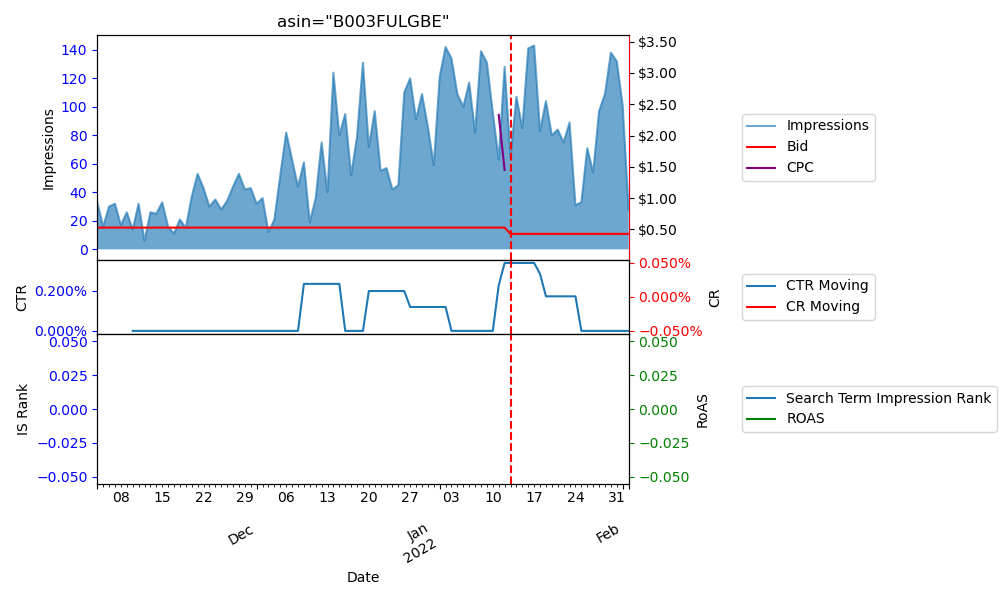 asin="B003FULGBE"
140
120
100
80
60
40
20
0
Impressions
$3.50
$3.00
$2.50
$2.00
$1.50
$1.00
$0.50
Impressions
Bid
CPC
0.200%
0.000%
CTR
0.050%
0.000%
−0.050%
CR
CTR Moving
CR Moving
0.050
0.025
0.000
−0.025
−0.050
IS Rank
0.050
0.025
0.000
−0.025
−0.050
RoAS
Search Term Impression Rank
ROAS
08 15 22 29 06 13 20 27 03 10 17 24 31
Dec Jan Feb
2022
Date